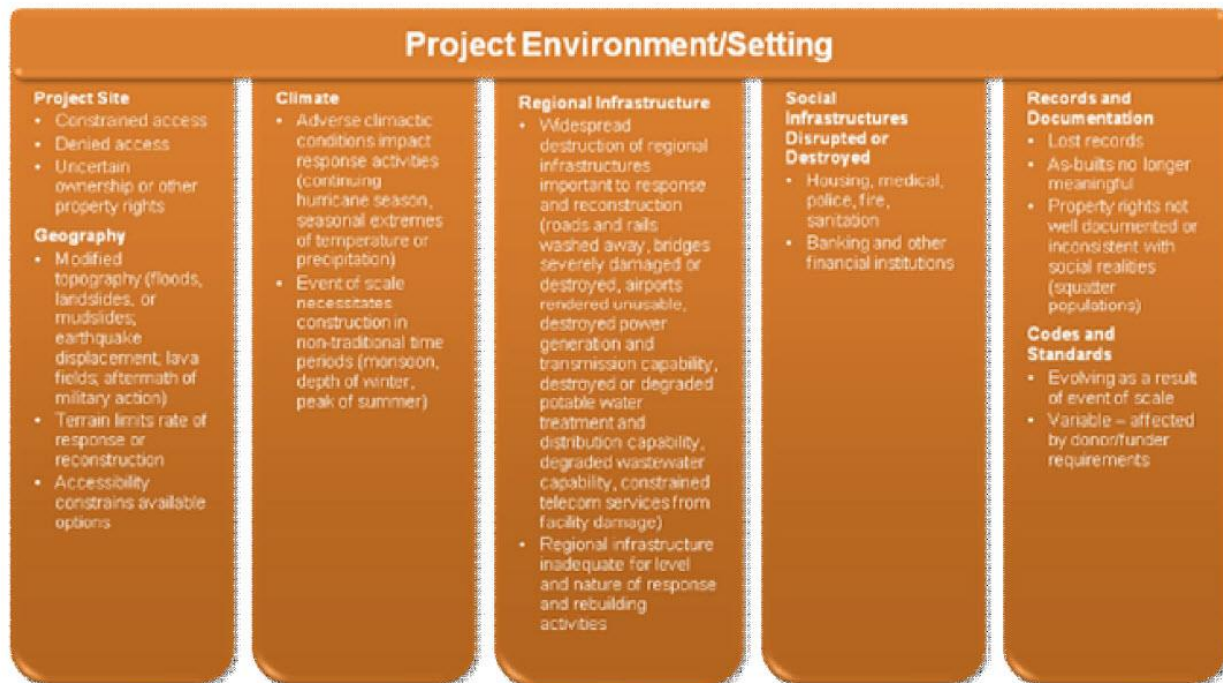 Project Environment/Setting
Project Site
• Constrained access
• Denied access
• Uncertain
ownership or other
property rights
Geography
• Modified
topography (floods,
landslides, or
mudslides;
earthquake
displacement; lava
fields; aftermath of
military action)
• Terrain limits rate of
response or
reconstruction
• Accessibility
constrains available
options
Climate
• Adverse climactic
conditions impact
response activities
(continuing
hurricane season,
seasonal extremes
of temperature or
precipitation)
• Event of scale
necessitates
construction in
non-traditional time
periods (monsoon,
depth of winter,
peak of summer)
Regional Infrastructure
• Widespread
destruction of regional
infrastructures
important to response
and reconstruction
(roads and rails
washed away, bridges
severely damaged or
destroyed, airports
rendered unusable,
destroyed power
generation and
transmission capability,
destroyed or degraded
potable water
treatment and
distribution capability,
degraded wastewater
capability, constrained
telecom services from
facility damage)
• Regional infrastructure
inadequate for level
and nature of response
and rebuilding
activities
Social
Infrastructures
Disrupted or
Destroyed
• Housing, medical,
police, fire,
sanitation
• Banking and other
financial institutions
Records and
Documentation
• Lost records
• As-builts no longer
meaningful
• Property rights not
well documented or
inconsistent with
social realities
(squatter
populations)
Codes and
Standards
• Evolving as a result
of event of scale
• Variable – affected
by donor/funder
requirements